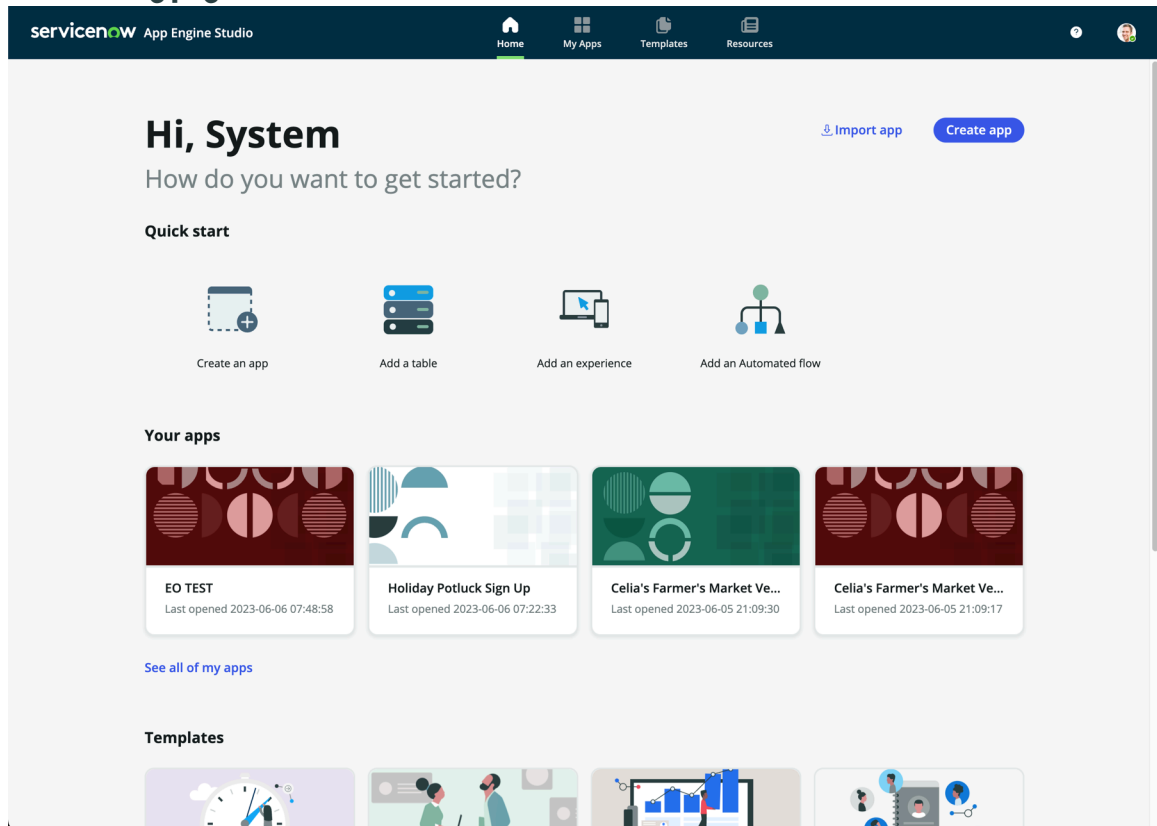 servicenow App Engine Studio
Home
My Apps
Templates
Resources
Hi, System
Import app
Create app
How do you want to get started?
Quick start
Create an app
Add a table
Add an experience
Add an Automated flow
Your apps
EO TEST
Last opened 2023-06-06 07:48:58
Holiday Potluck Sign Up
Last opened 2023-06-06 07:22:33
Celia's Farmer's Market Ve...
Last opened 2023-06-05 21:09:30
Celia's Farmer's Market Ve...
Last opened 2023-06-05 21:09:17
See all of my apps
Templates